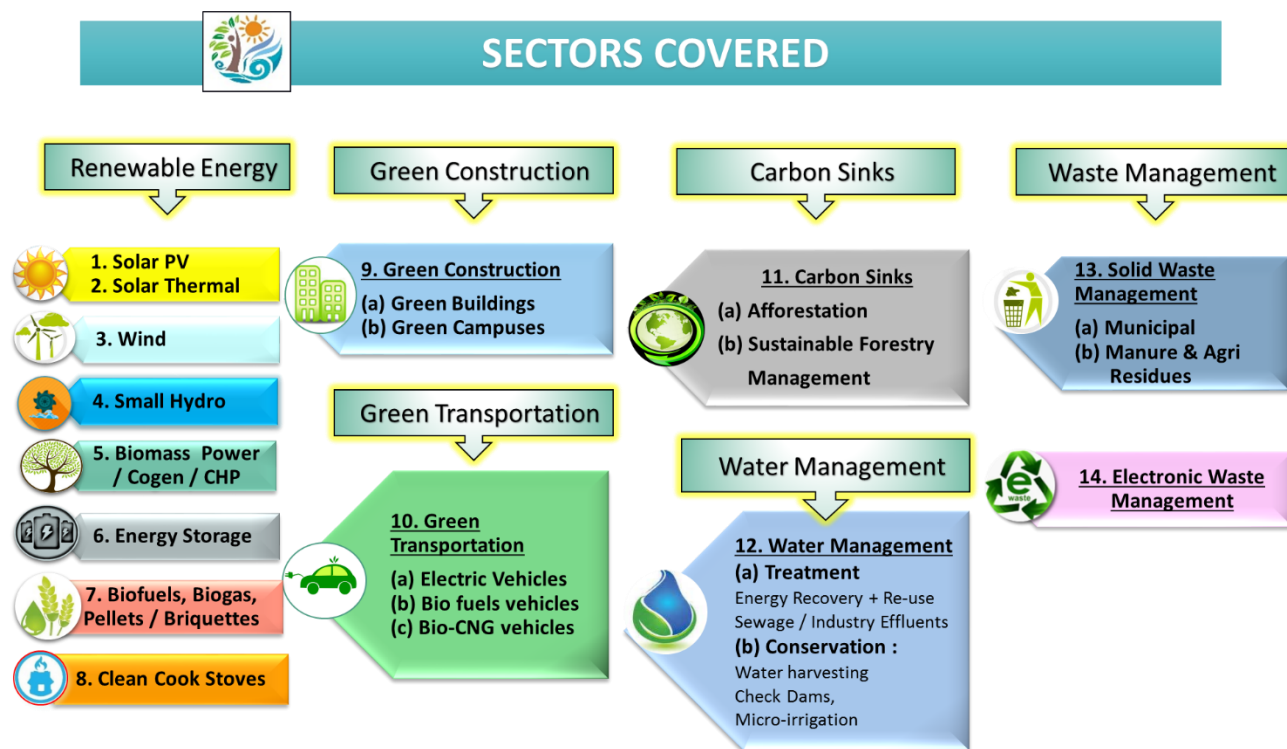 SECTORS COVERED
Renewable Energy
1. Solar PV
2. Solar Thermal
3. Wind
4. Small Hydro
5. Biomass Power
/ Cogen / CHP
6. Energy Storage
7. Biofuels, Biogas,
Pellets / Briquettes
8. Clean Cook Stoves
Green Construction
9. Green Construction
(a) Green Buildings
(b) Green Campuses
Green Transportation
10. Green
Transportation
(a) Electric Vehicles
(b) Bio fuels vehicles
(c) Bio-CNG vehicles
Carbon Sinks
11. Carbon Sinks
(a) Afforestation
(b) Sustainable Forestry
Management
Water Management
12. Water Management
(a) Treatment
Energy Recovery + Re-use
Sewage / Industry Effluents
(b) Conservation :
Water harvesting
Check Dams,
Micro-irrigation
Waste Management
13. Solid Waste
Management
(a) Municipal
(b) Manure & Agri
Residues
e
waste
14. Electronic Waste
Management